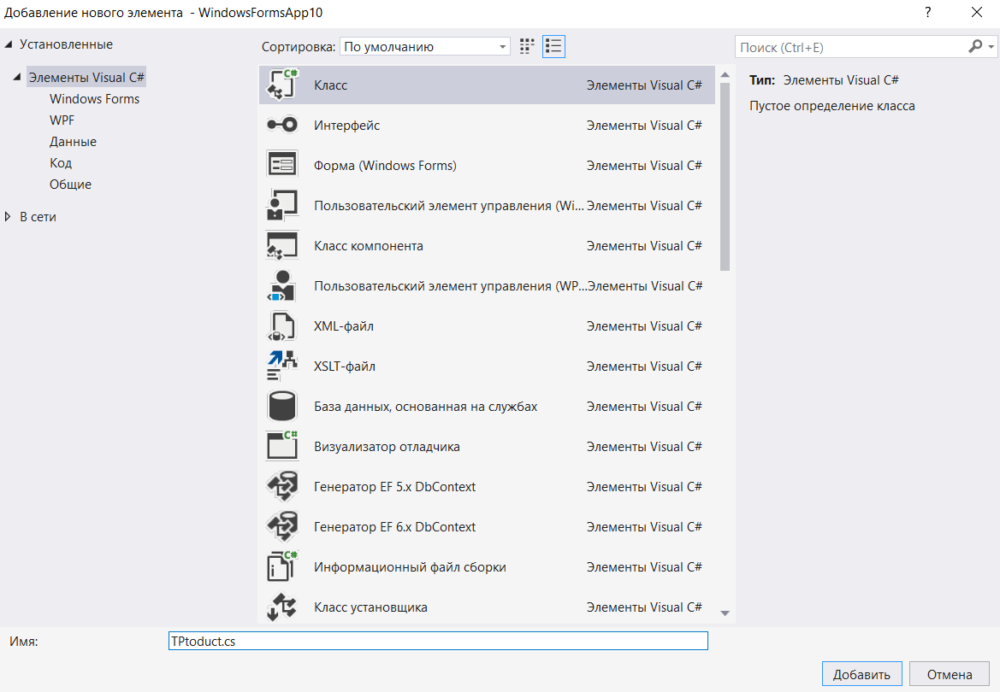 Добавление нового элемента - WindowsFormsApp10
?
Установленные
Элементы Visual C#
Windows Forms
WPF
Данные
Код
Общие
В сети
Сортировка: По умолчанию
Класс Элементы Visual C#
Интерфейс Элементы Visual C#
Форма (Windows Forms) Элементы Visual C#
Пользовательский элемент управления (Wi... Элементы Visual C#
Класс компонента Элементы Visual C#
Пользовательский элемент управления (WP... Элементы Visual C#
XML-файл Элементы Visual C#
XSLT-файл Элементы Visual C#
База данных, основанная на службах Элементы Visual C#
Визуализатор отладчика Элементы Visual C#
Генератор EF 5.x DbContext Элементы Visual C#
Генератор EF 6.x DbContext Элементы Visual C#
Информационный файл сборки Элементы Visual C#
Класс установщика Элементы Visual C#
Поиск (Ctrl+E)
Тип: Элементы Visual C#
Пустое определение класса
Имя: TPtoduct.cs
Добавить Отмена